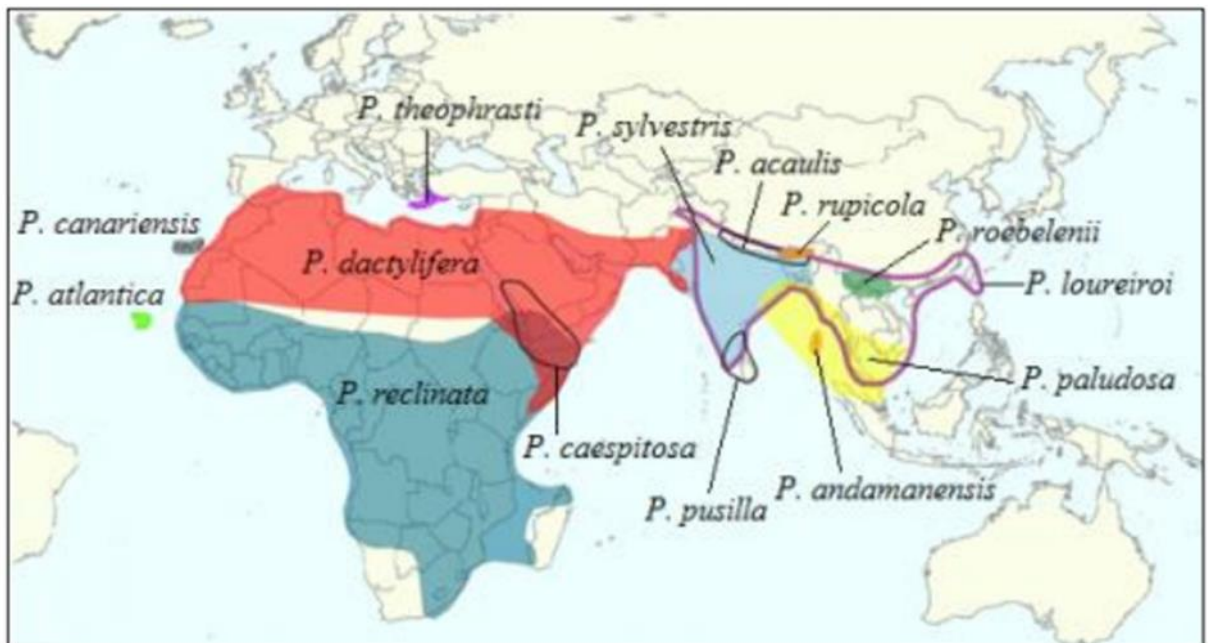 P. theophrasti
P. sylvestris
P. acaulis
P. rupicola
P. canariensis
P. roebelenii
P. dactylifera
P. atlantica
P. loureiroi
P. reclinata
P. paludosa
P. caespitosa
P. andamanensis
P. pusilla